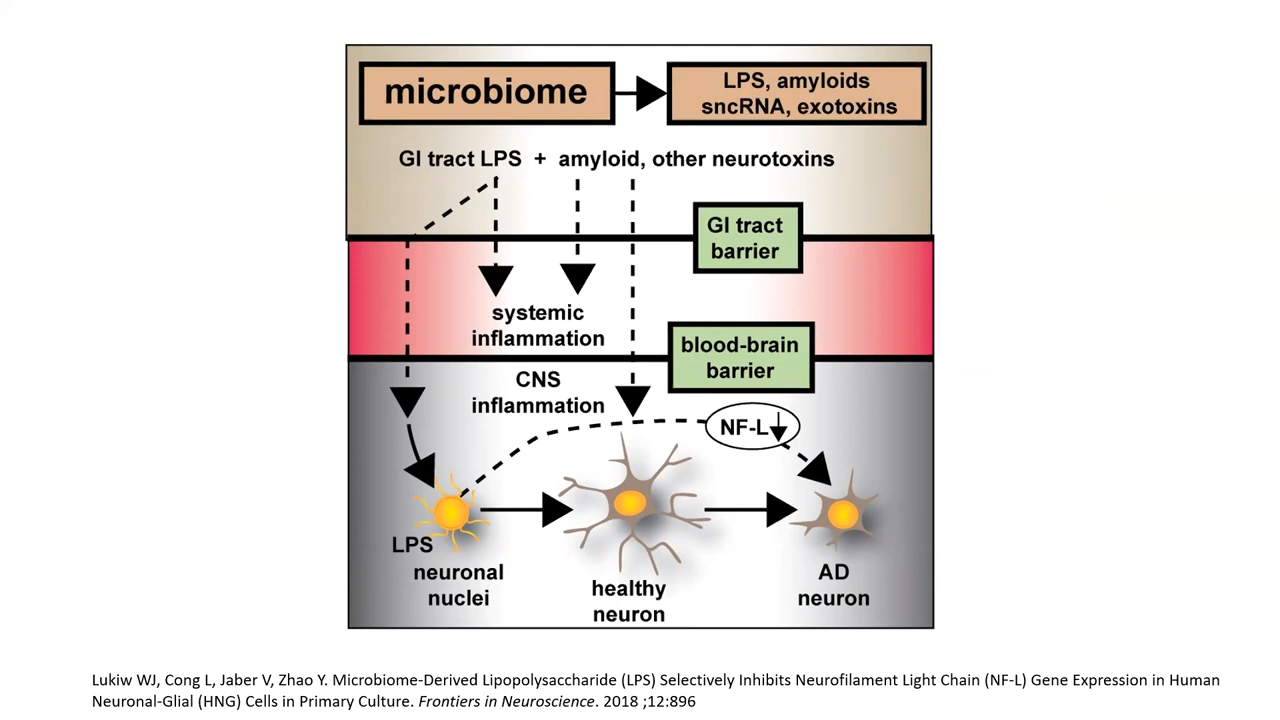 microbiome
LPS, amyloids
sncRNA, exotoxins
GI tract LPS + amyloid, other neurotoxins
GI tract
barrier
systemic
inflammation
blood-brain
barrier
CNS
inflammation
NF-L↓
LPS
neuronal
nuclei
healthy
neuron
AD
neuron
Lukiw WJ, Cong L, Jaber V, Zhao Y. Microbiome-Derived Lipopolysaccharide (LPS) Selectively Inhibits Neurofilament Light Chain (NF-L) Gene Expression in Human
Neuronal-Glial (HNG) Cells in Primary Culture. Frontiers in Neuroscience. 2018 ;12:896